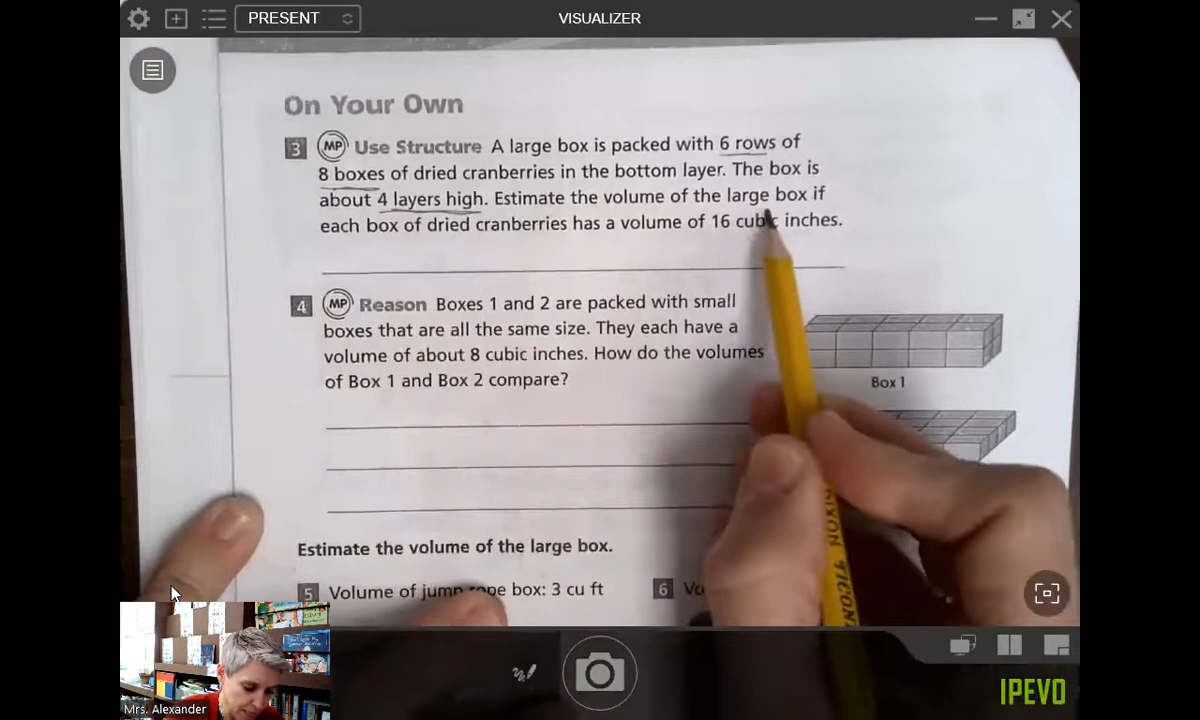 PRESENT
VISUALIZER
On Your Own
3 MP Use Structure A large box is packed with 6 rows of
8 boxes of dried cranberries in the bottom layer. The box is
about 4 layers high. Estimate the volume of the large box if
each box of dried cranberries has a volume of 16 cubic inches.
4 MP Reason Boxes 1 and 2 are packed with small
boxes that are all the same size. They each have a
volume of about 8 cubic inches. How do the volumes
of Box 1 and Box 2 compare?
Box 1
Estimate the volume of the large box.
5 Volume of jump rope box: 3 cu ft
6
DIXON TICON
Mrs. Alexander
IPEVO